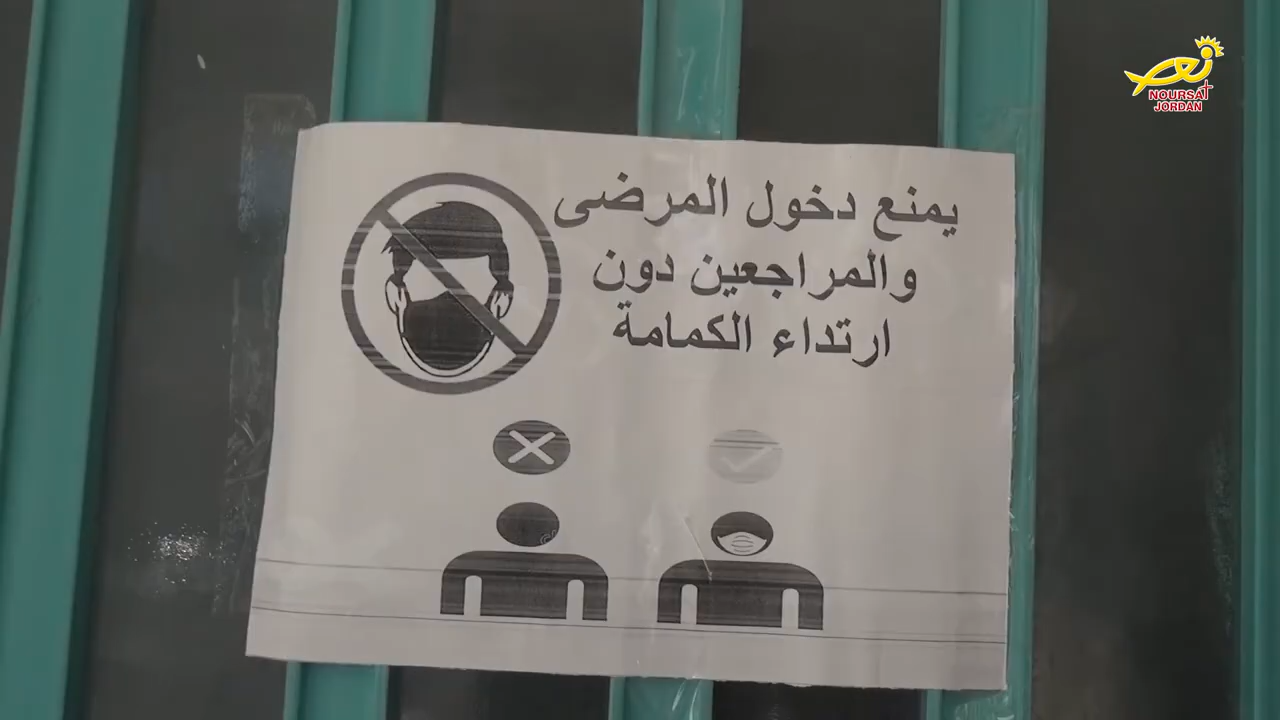 يمنع دخول المرضى
والمراجعين دون
ارتداء الكمامة
NOURSAT
JORDAN